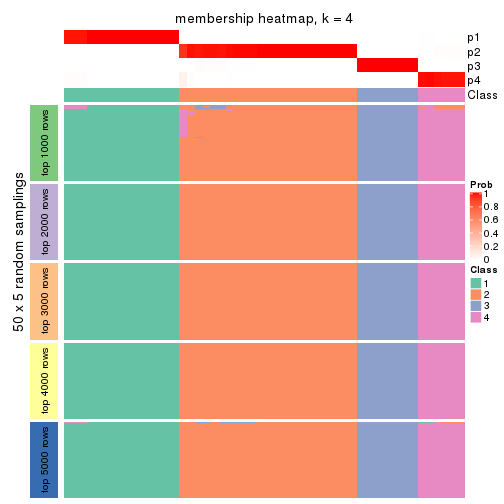 membership heatmap, k = 4
p1
p2
p3
p4
Class
50 x 5 random samplings
top 1000 rows
top 2000 rows
top 3000 rows
top 4000 rows
top 5000 rows
Prob
1
0.8
0.6
0.4
0.2
0
Class
1
2
3
4